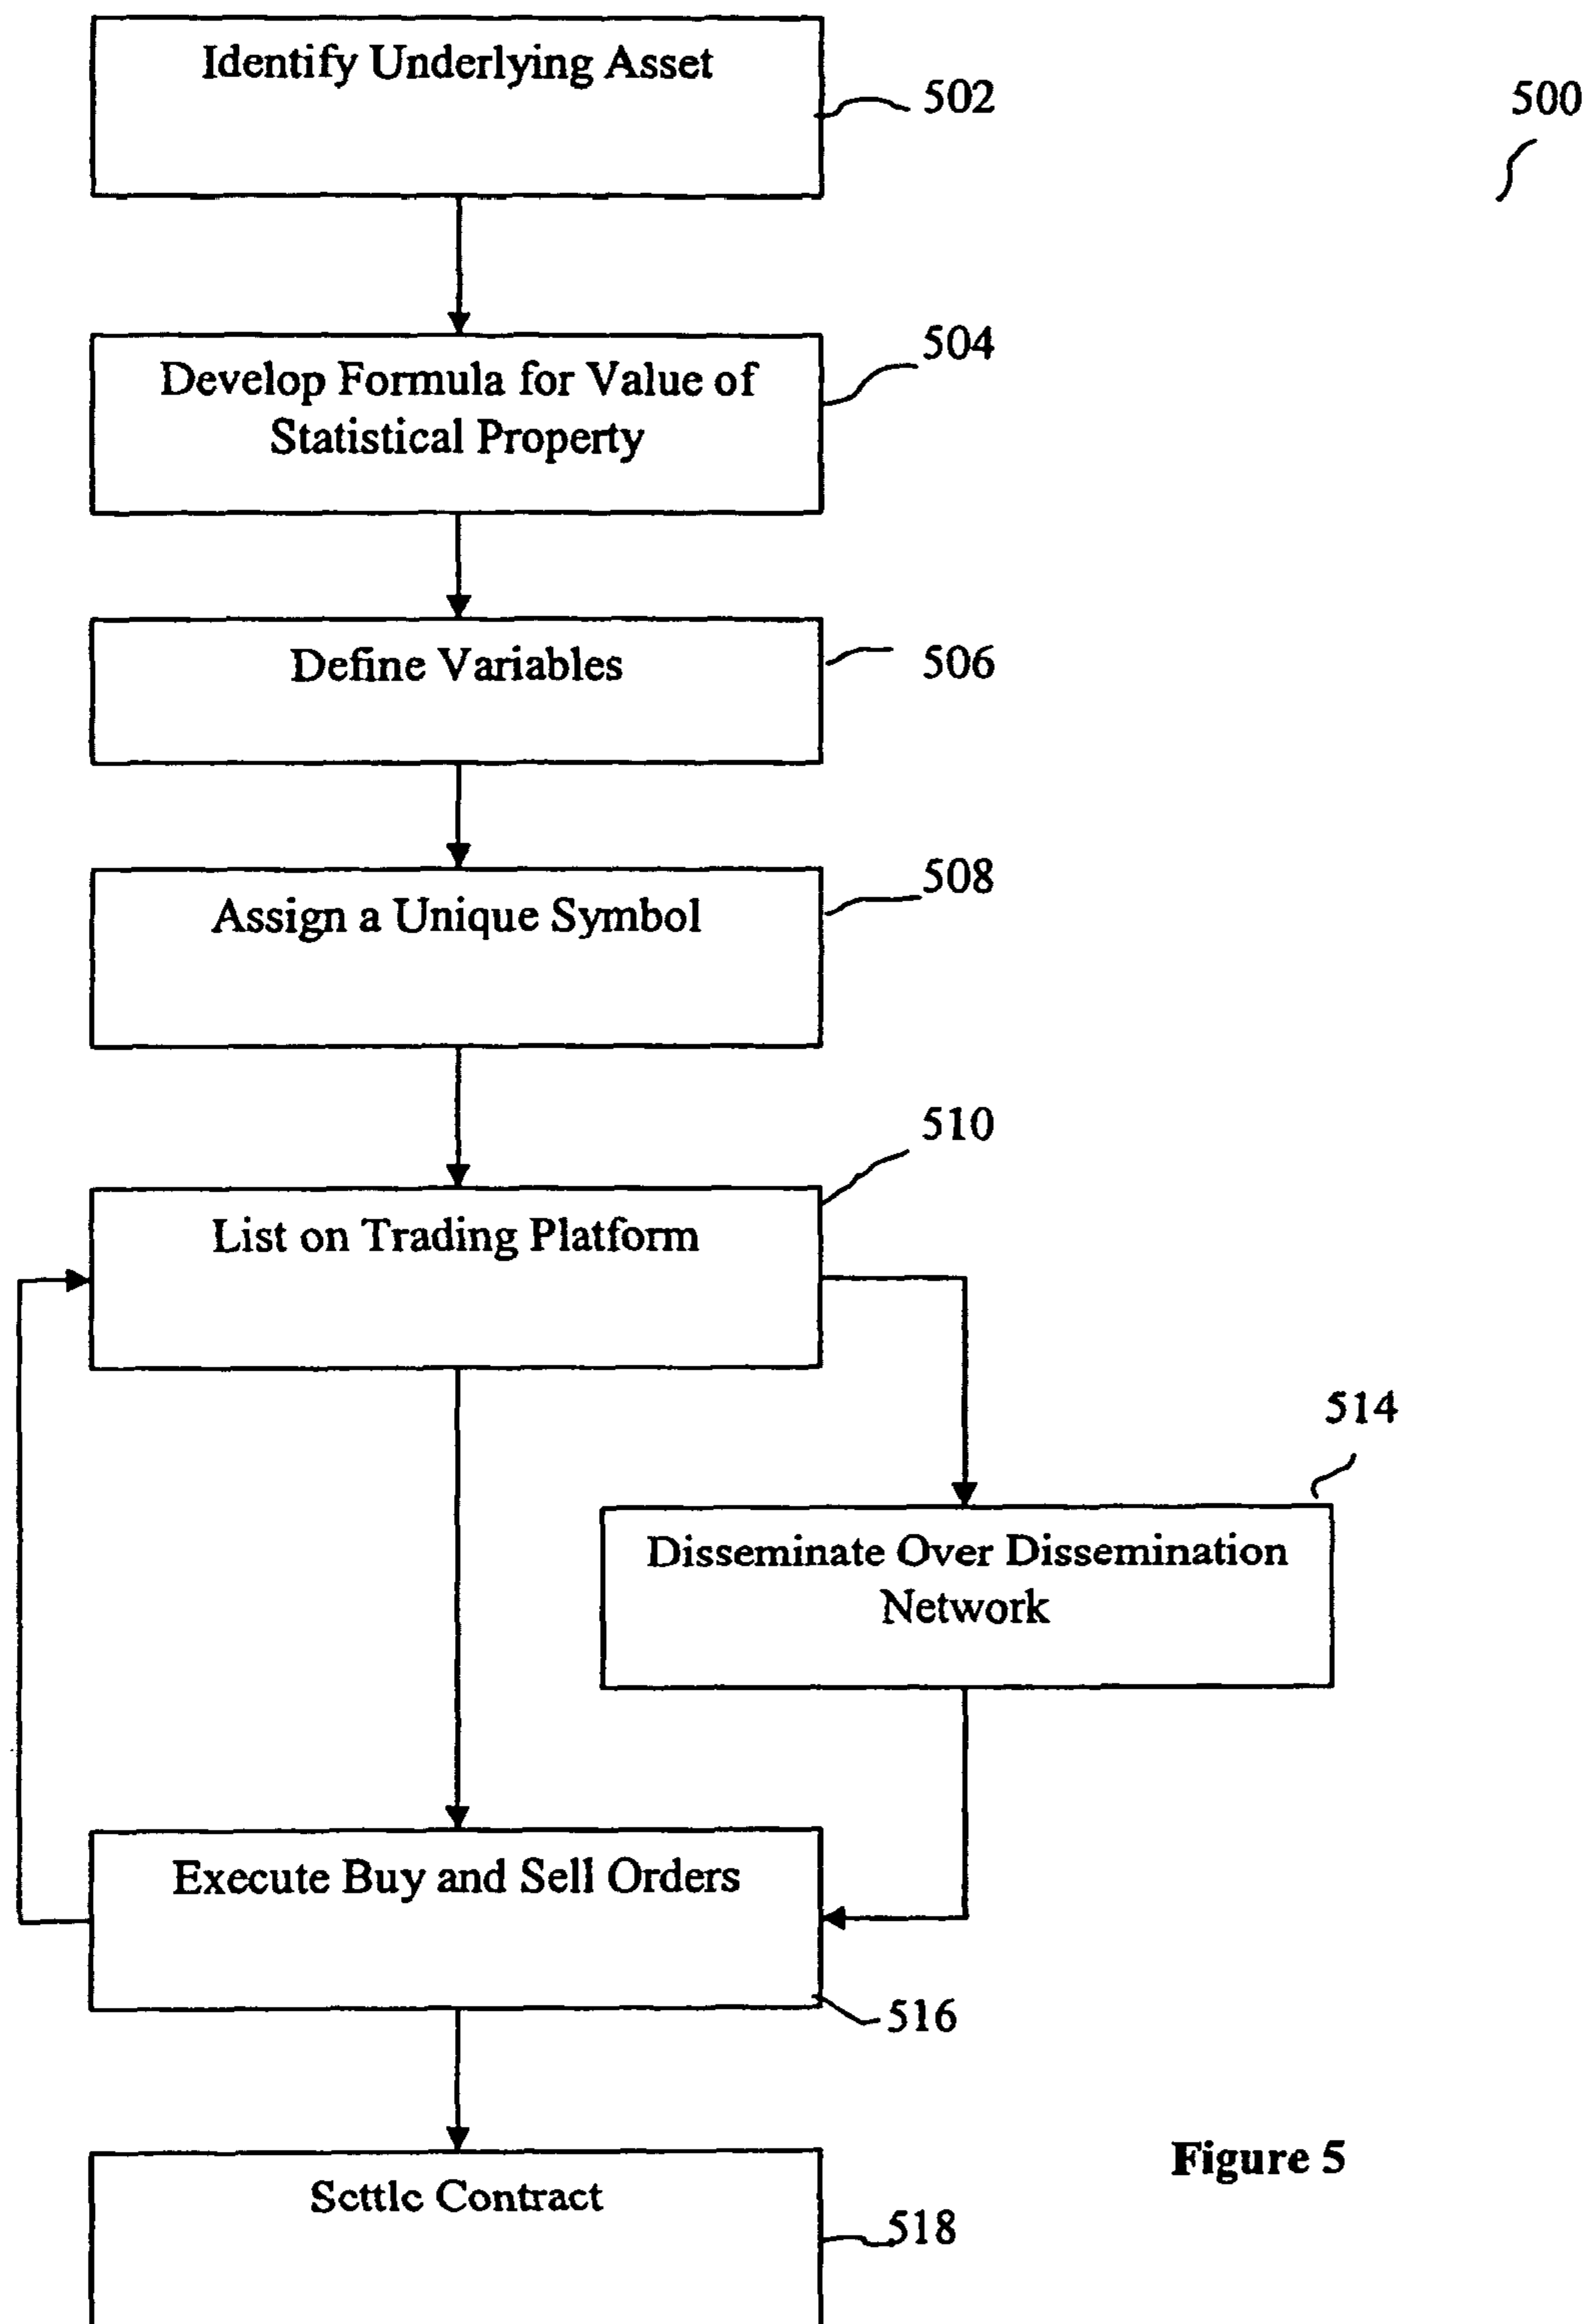 Identify Underlying Asset
502
500
504
Develop Formula for Value of
Statistical Property
Define Variables
506
508
Assign a Unique Symbol
510
List on Trading Platform
514
Disseminate Over Dissemination
Network
Execute Buy and Sell Orders
516
Figure 5
Settle Contract
518